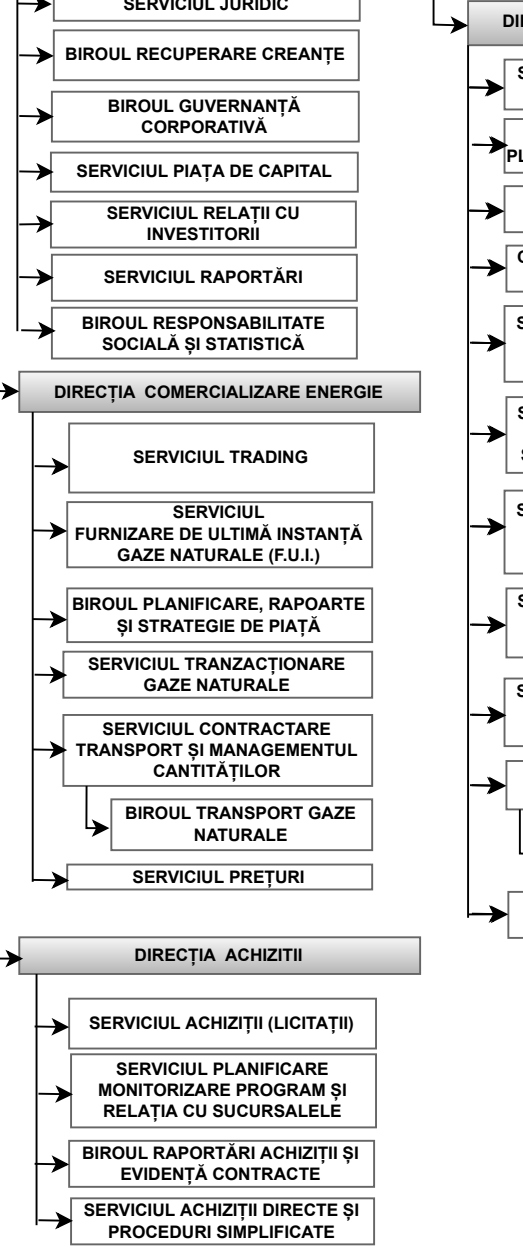 SERVICIUL JURIDIC
BIROUL RECUPERARE CREANȚE
BIROUL GUVERNANȚĂ
CORPORATIVĂ
SERVICIUL PIAȚA DE CAPITAL
SERVICIUL RELAȚII CU
INVESTITORII
SERVICIUL RAPORTĂRI
BIROUL RESPONSABILITATE
SOCIALĂ ȘI STATISTICĂ
DIRECȚIA COMERCIALIZARE ENERGIE
SERVICIUL TRADING
SERVICIUL
FURNIZARE DE ULTIMĂ INSTANȚĂ
GAZE NATURALE (F.U.I.)
BIROUL PLANIFICARE, RAPOARTE
ȘI STRATEGIE DE PIAȚĂ
SERVICIUL TRANZACȚIONARE
GAZE NATURALE
SERVICIUL CONTRACTARE
TRANSPORT ȘI MANAGEMENTUL
CANTITĂȚILOR
BIROUL TRANSPORT GAZE
NATURALE
SERVICIUL PREȚURI
DIRECȚIA ACHIZITII
SERVICIUL ACHIZIȚII (LICITAȚII)
SERVICIUL PLANIFICARE
MONITORIZARE PROGRAM ȘI
RELAȚIA CU SUCURSALELE
BIROUL RAPORTĂRI ACHIZIȚII ȘI
EVIDENȚĂ CONTRACTE
SERVICIUL ACHIZIȚII DIRECTE ȘI
PROCEDURI SIMPLIFICATE